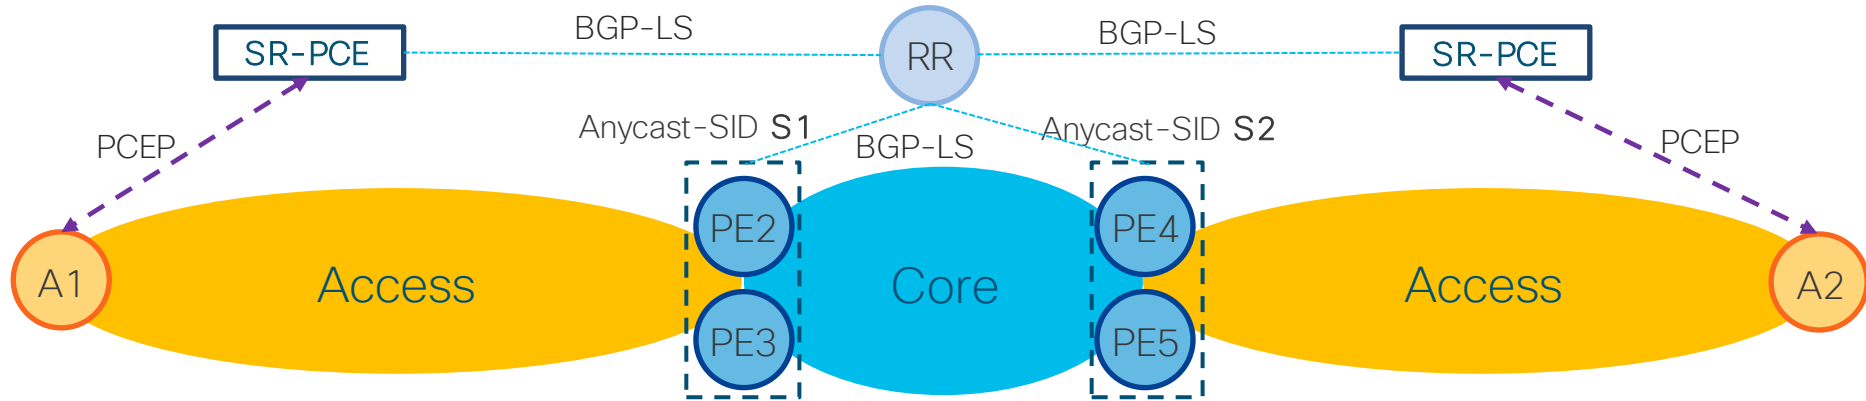 BGP-LS
BGP-LS
SR-PCE
RR
SR-PCE
Anycast-SID S1
Anycast-SID S2
PCEP
BGP-LS
PCEP
PE2
PE4
A1
Access
Core
Access
A2
PE3
PE5